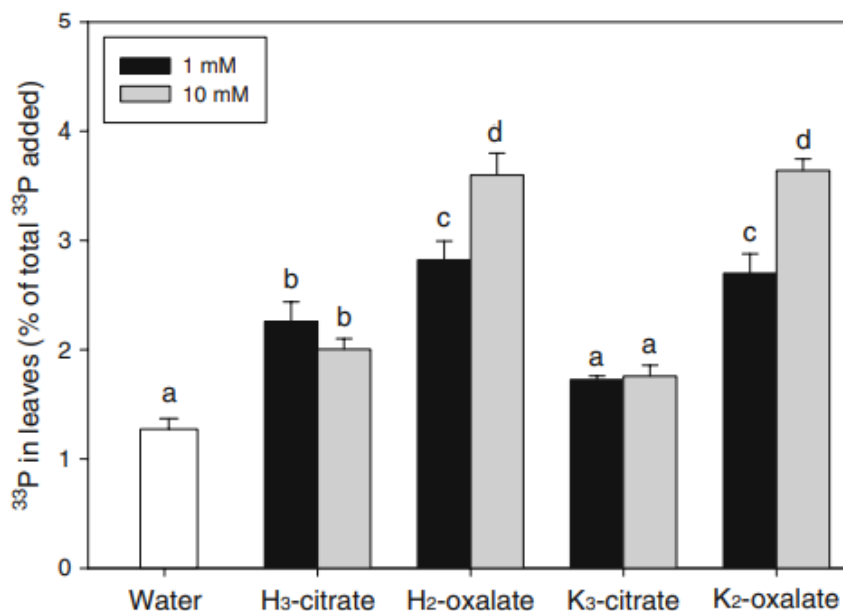 5
4
3
2
1
0
³³P in leaves (% of total ³³P added)
1 mM
10 mM
a
b
b
c
d
a
a
c
d
Water
H₃-citrate
H₂-oxalate
K₃-citrate
K₂-oxalate